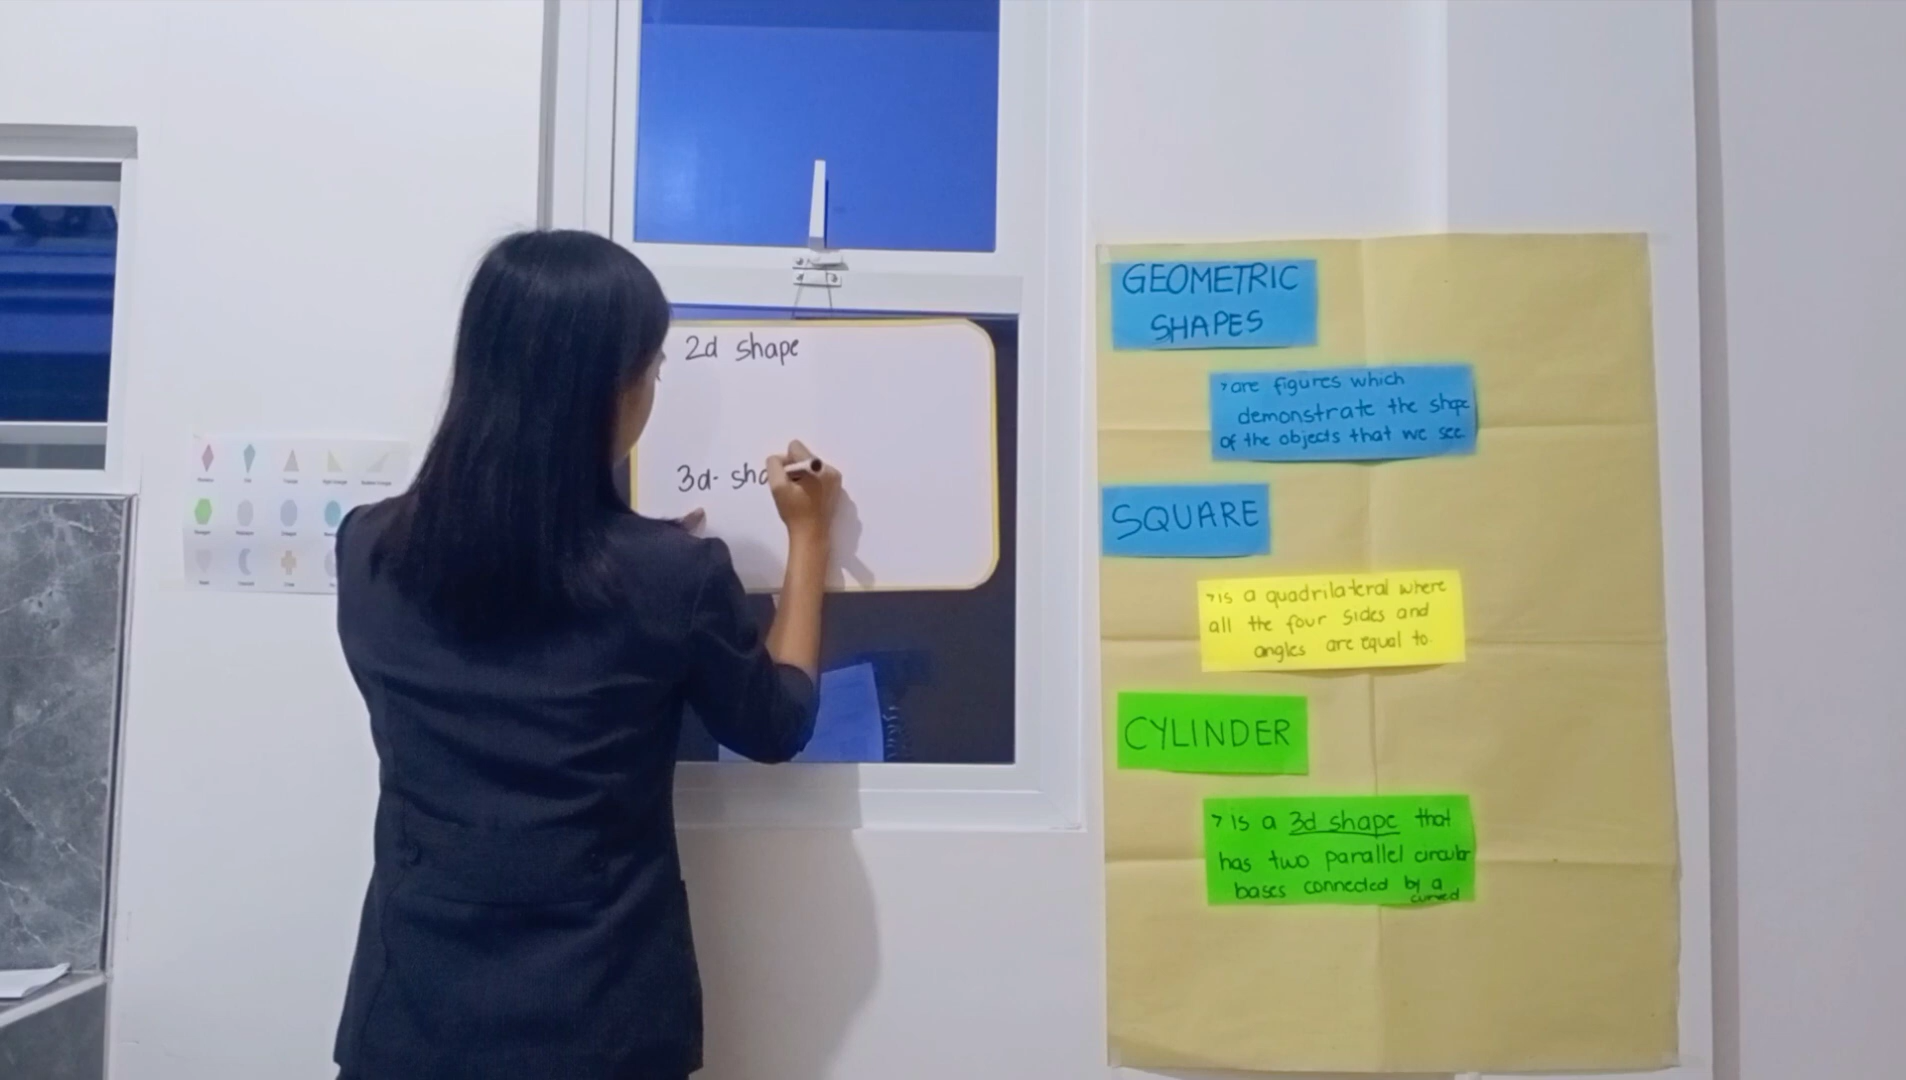 2d shape
3d- sha
GEOMETRIC
SHAPES
>are figures which
demonstrate the shape
of the objects that we see
SQUARE
>is a quadrilateral where
all the four sides and
angles are equal to.
CYLINDER
> is a 3d shape that
has two parallel circular
bases connected by a
curved